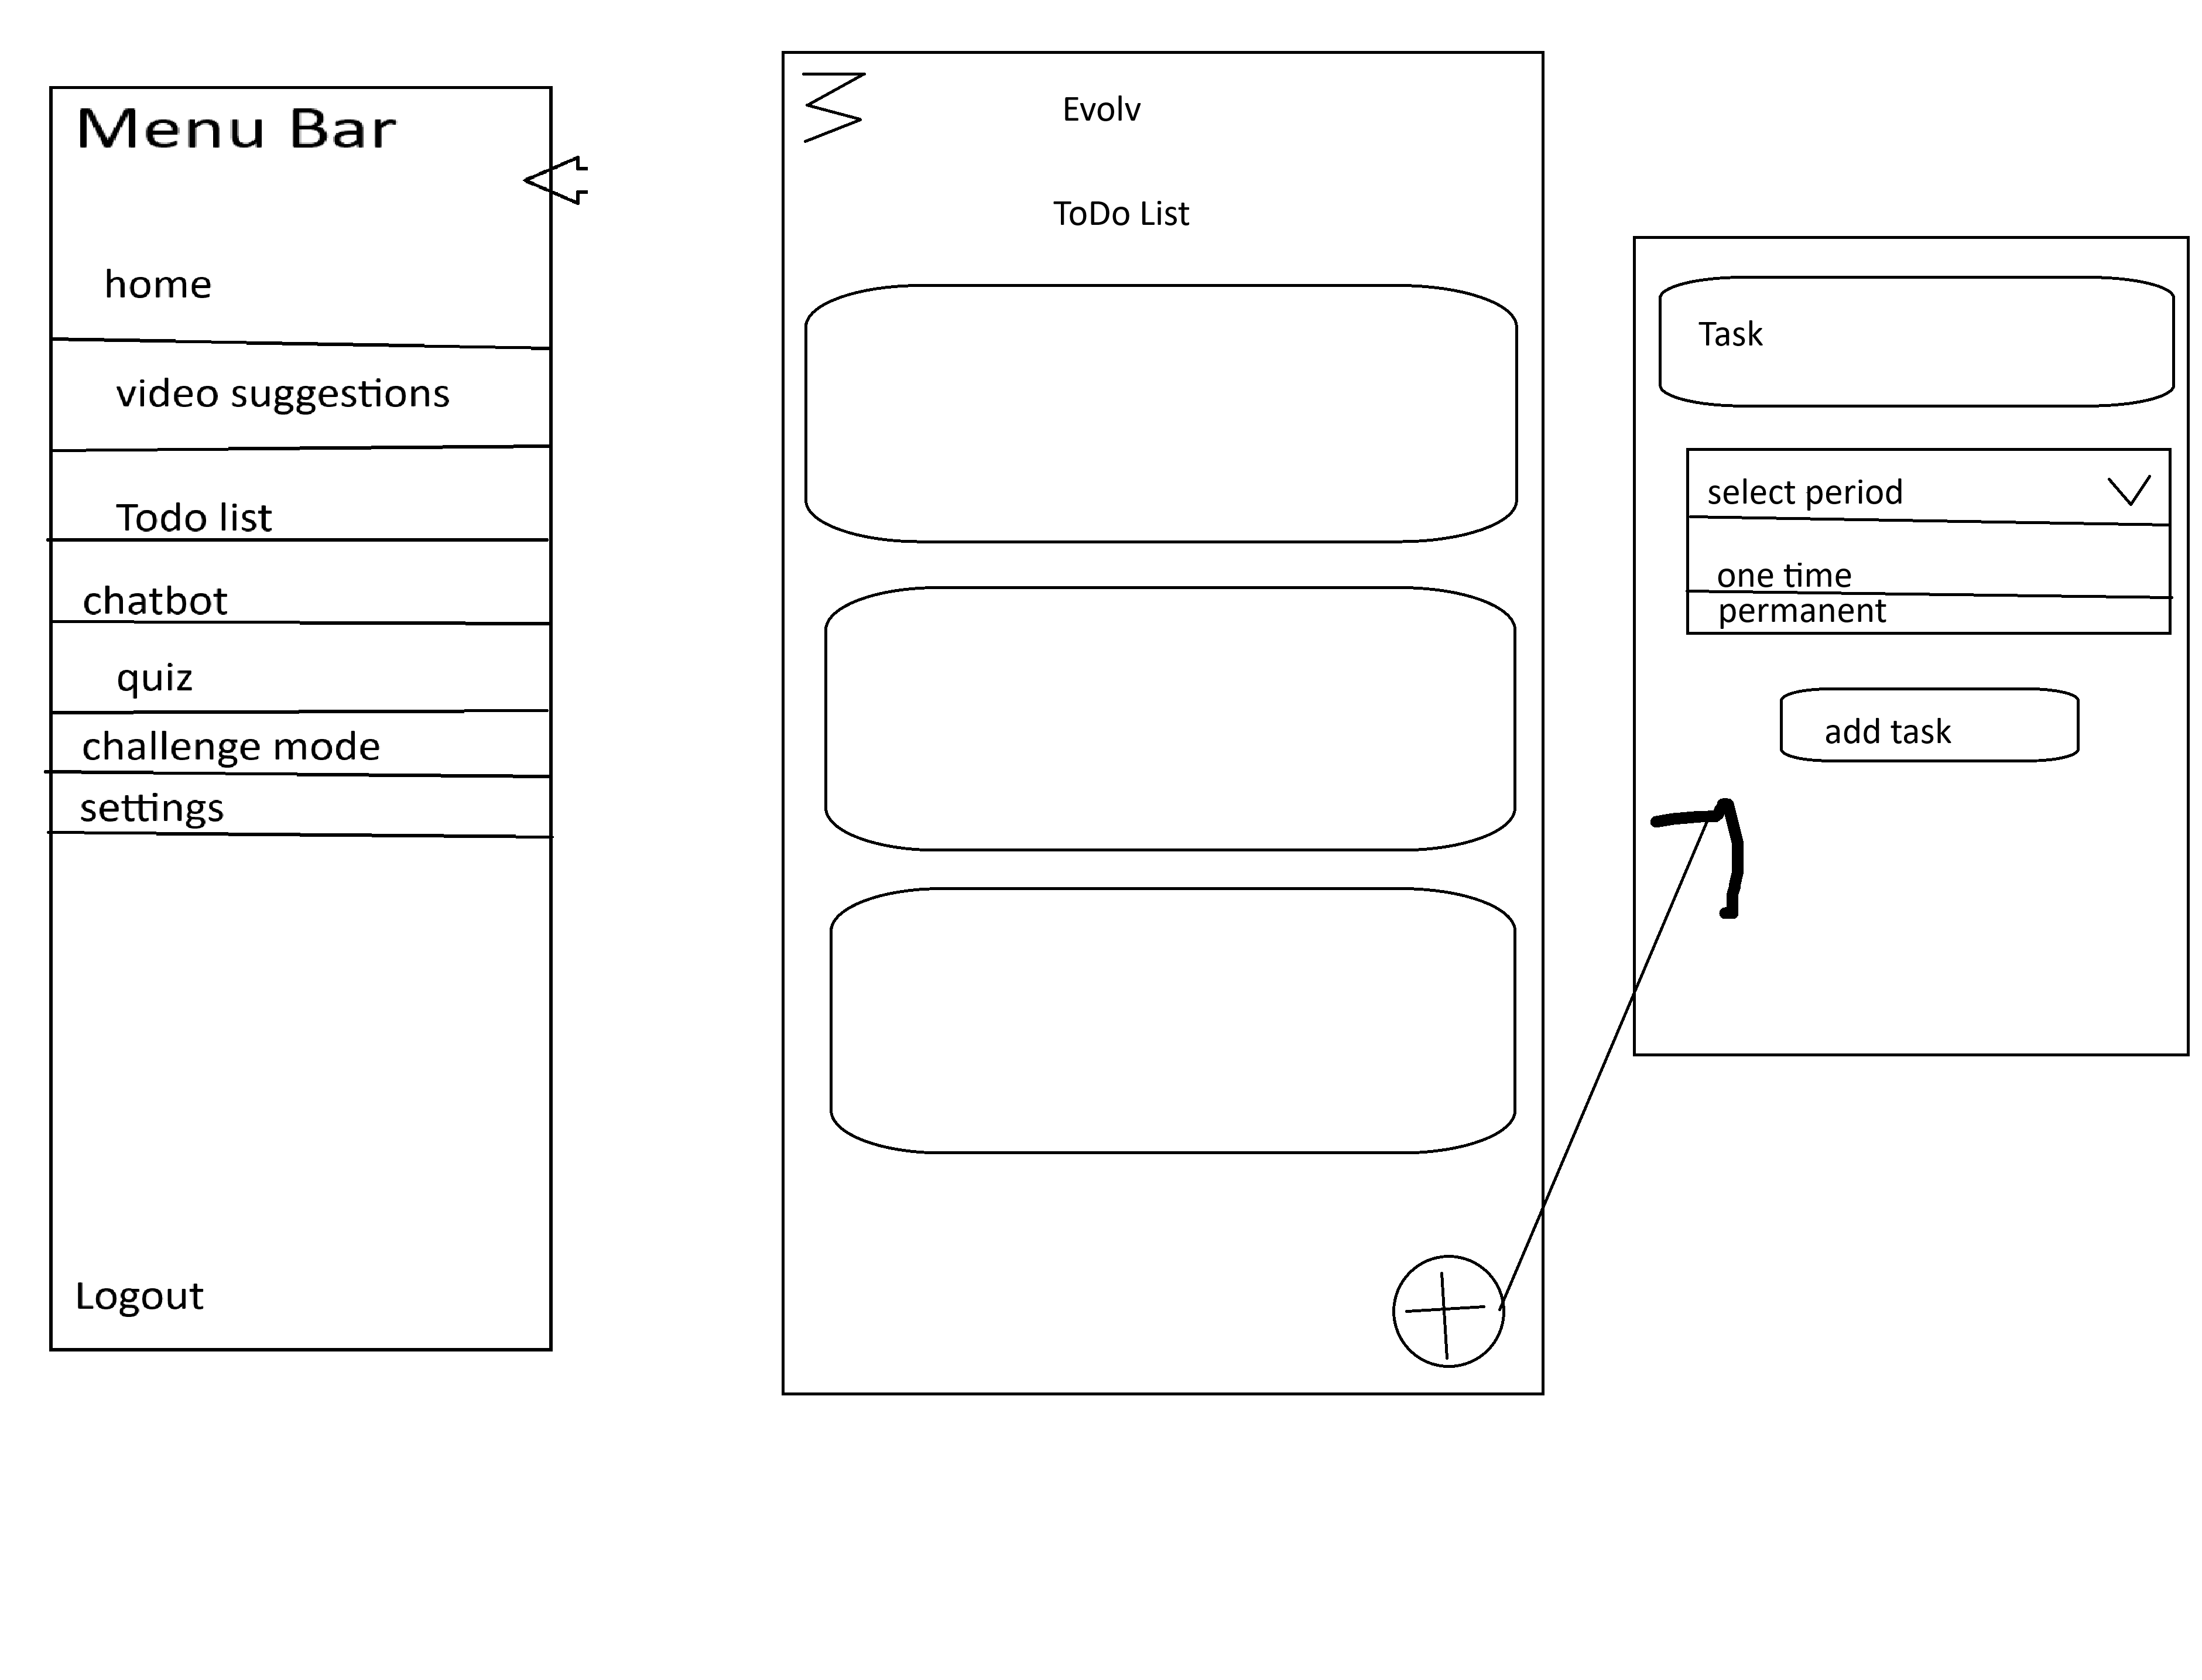 Menu Bar
home
video suggestions
Todo list
chatbot
quiz
challenge mode
settings
Logout
Evolv
ToDo List
Task
select period
one time
permanent
add task